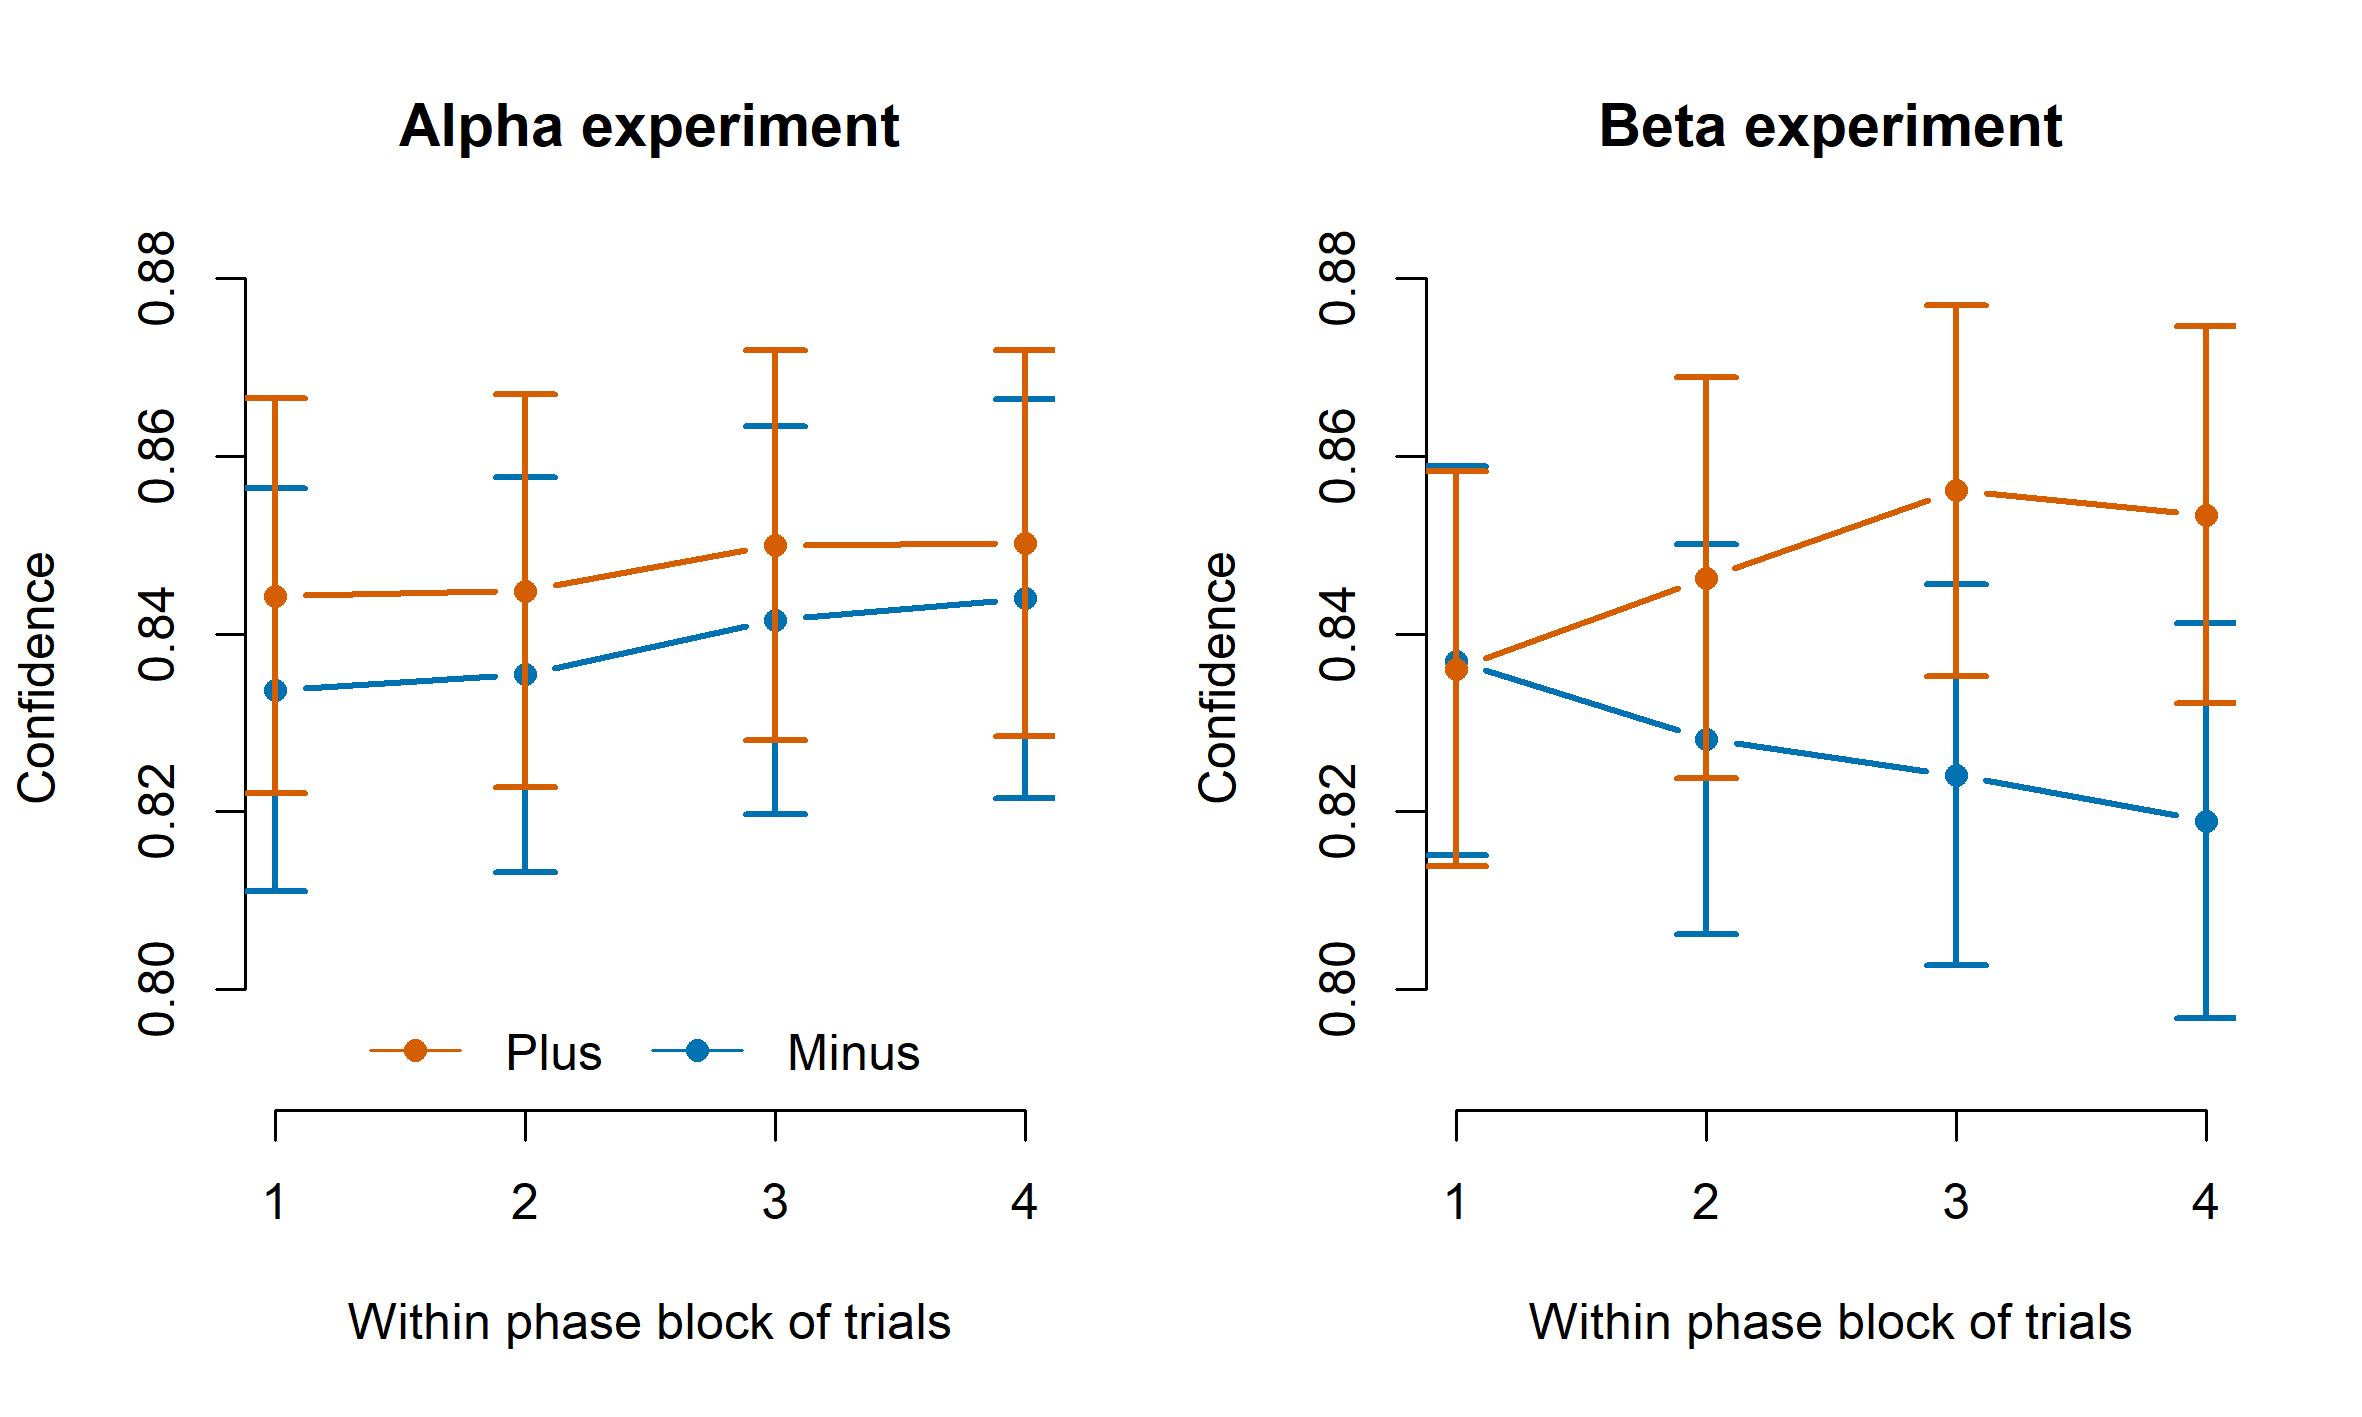 Alpha experiment
Confidence
0.88
0.86
0.84
0.82
0.80
Plus Minus
1 2 3 4
Within phase block of trials
Beta experiment
Confidence
0.88
0.86
0.84
0.82
0.80
1 2 3 4
Within phase block of trials